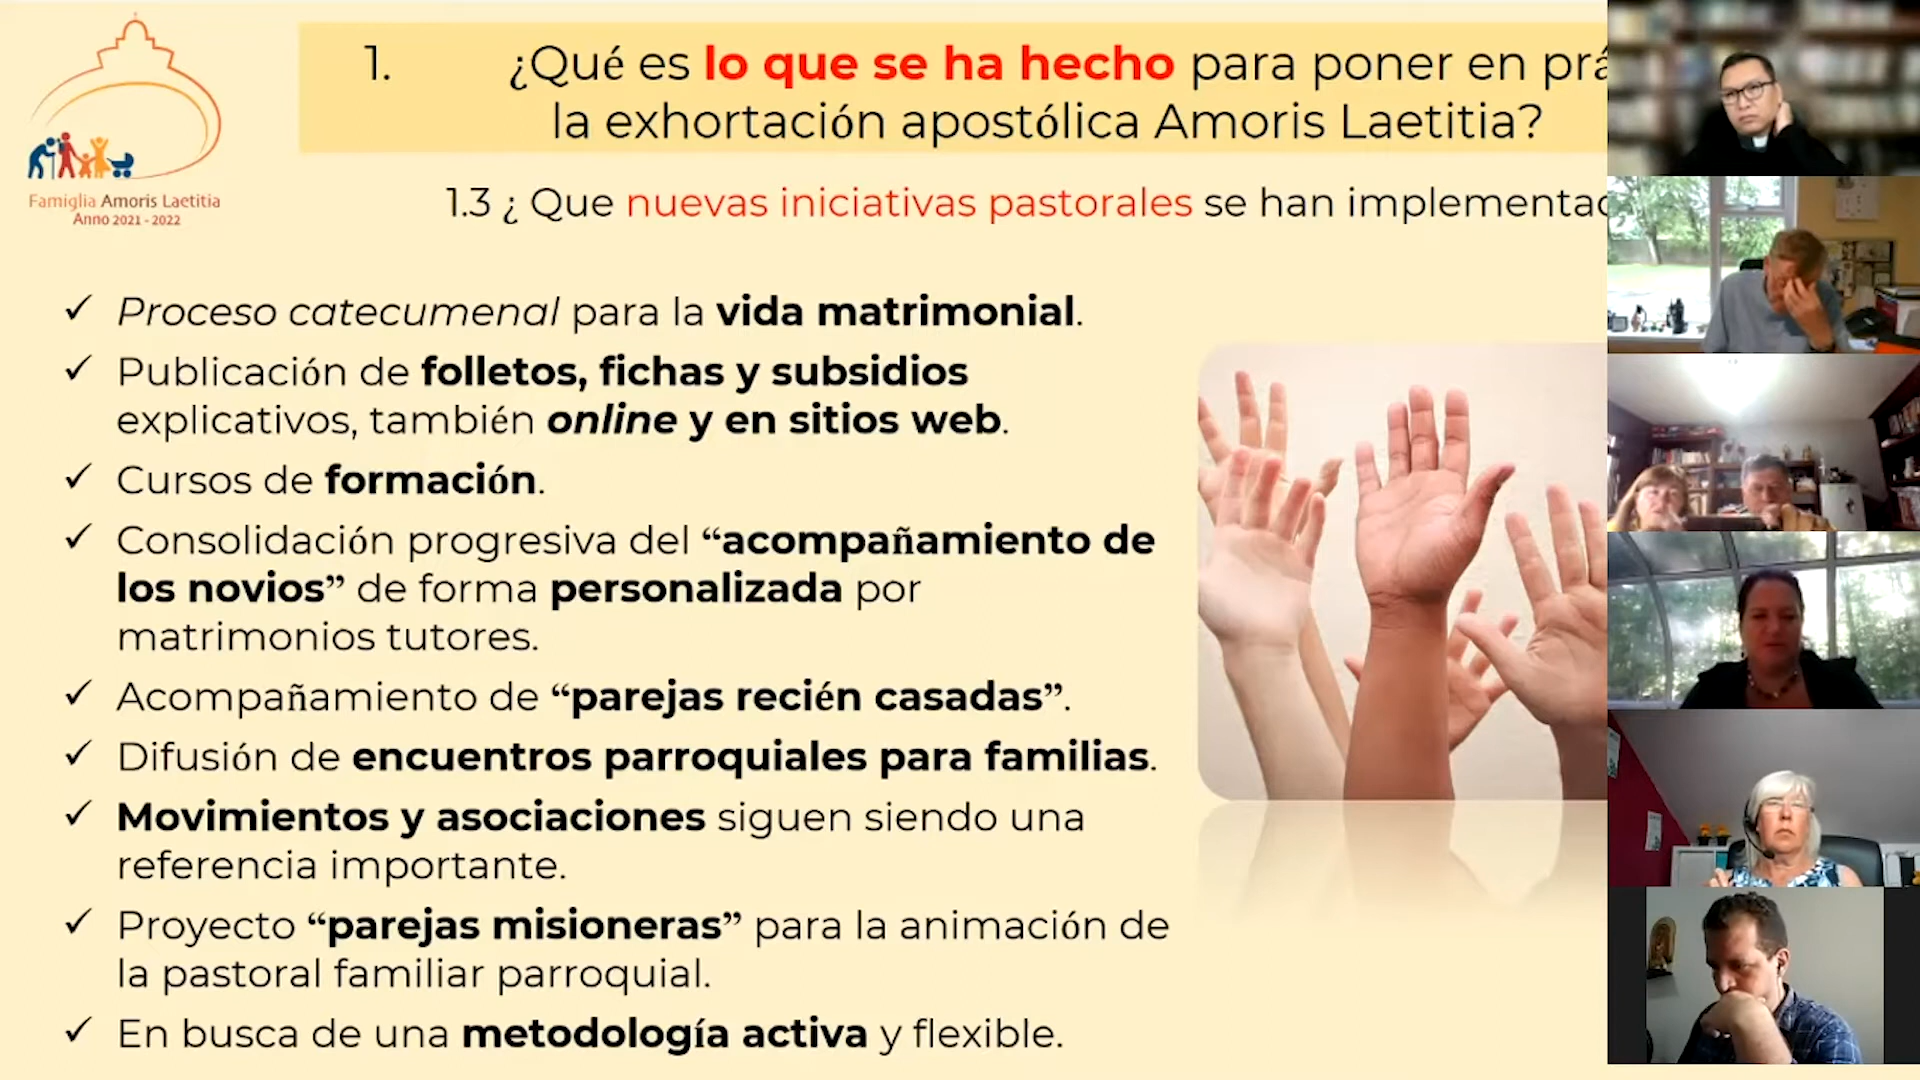 Famiglia Amoris Laetitia
Anno 2021 - 2022
1. ¿Qué es lo que se ha hecho para poner en prá
la exhortación apostólica Amoris Laetitia?
1.3 ¿ Que nuevas iniciativas pastorales se han implementad
✓ Proceso catecumenal para la vida matrimonial.
✓ Publicación de folletos, fichas y subsidios
explicativos, también online y en sitios web.
✓ Cursos de formación.
✓ Consolidación progresiva del “acompañamiento de
los novios” de forma personalizada por
matrimonios tutores.
✓ Acompañamiento de “parejas recién casadas”.
✓ Difusión de encuentros parroquiales para familias.
✓ Movimientos y asociaciones siguen siendo una
referencia importante.
✓ Proyecto “parejas misioneras” para la animación de
la pastoral familiar parroquial.
✓ En busca de una metodología activa y flexible.